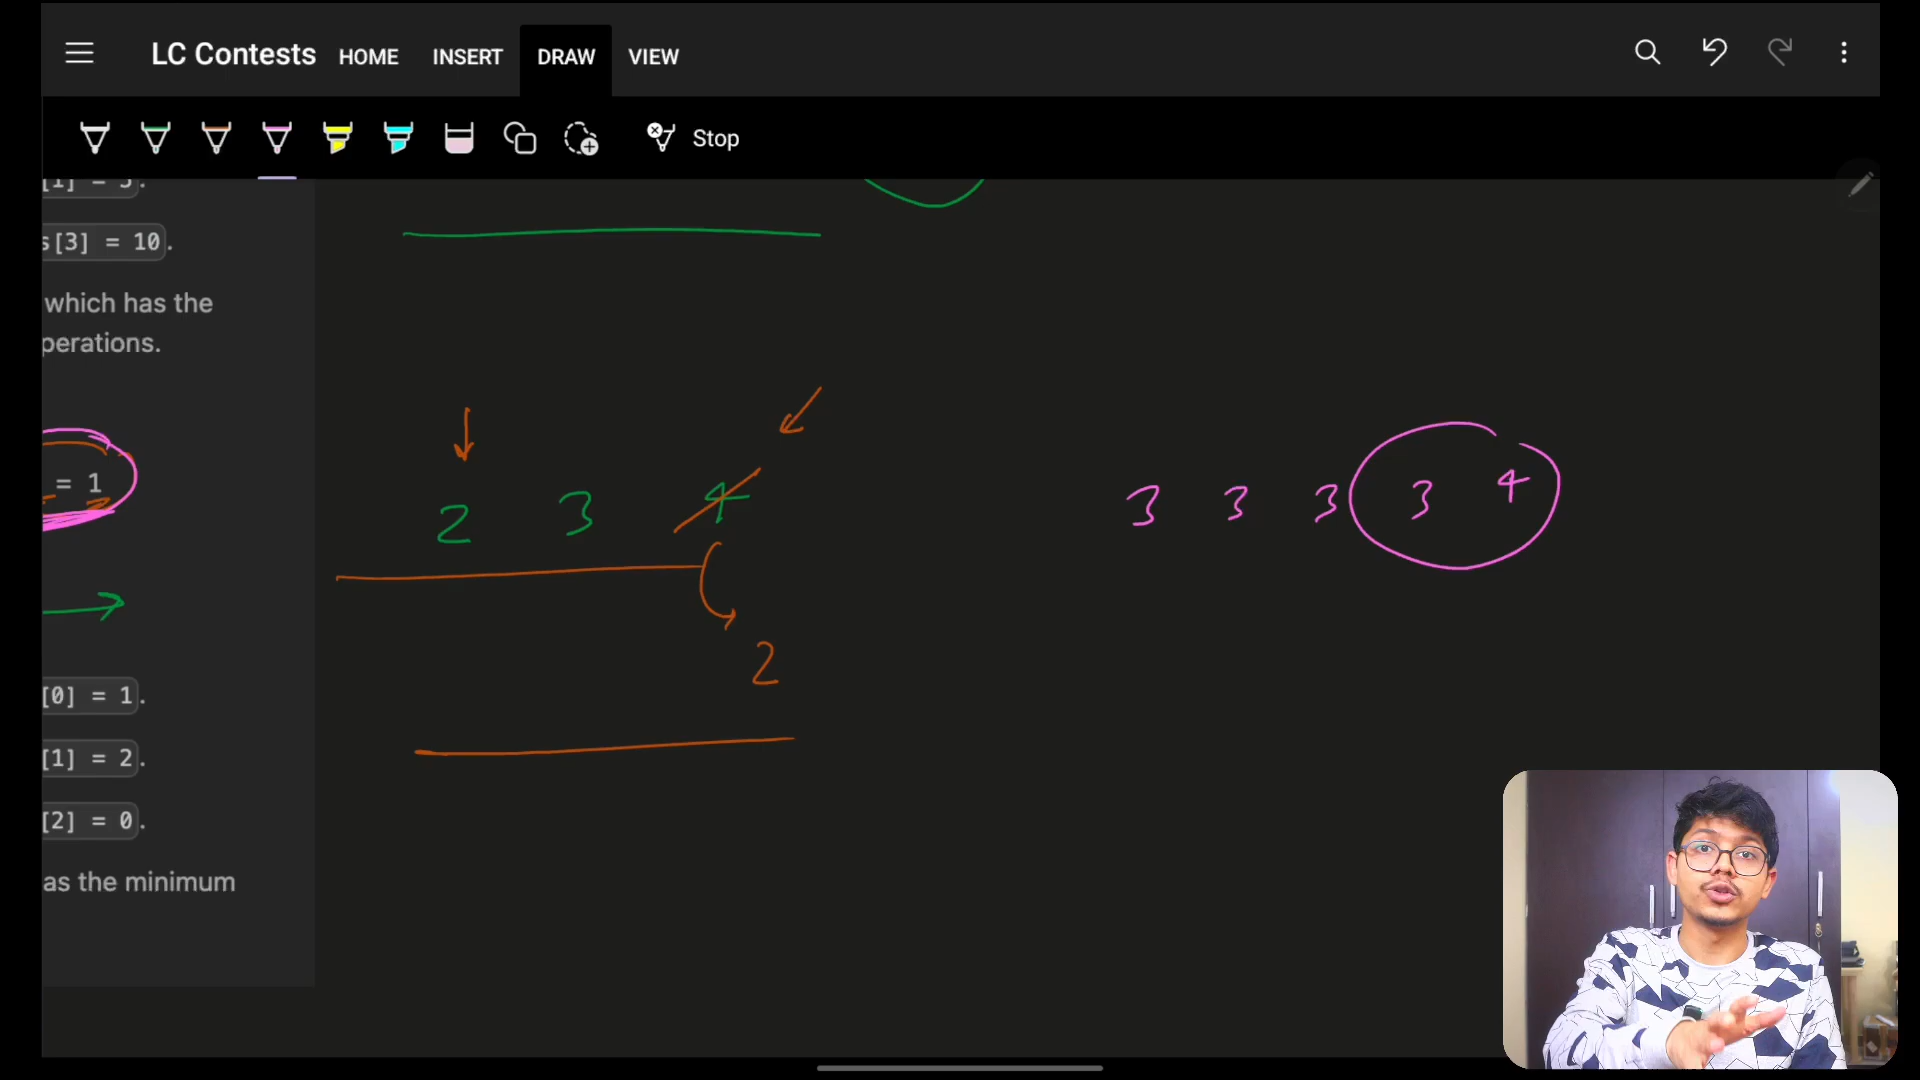 LC Contests HOME INSERT DRAW VIEW
Stop
s[3] = 10.
which has the
perations.
= 1
2 3 4
3 3 3 3 4
2
[0] = 1.
[1] = 2.
[2] = 0.
as the minimum